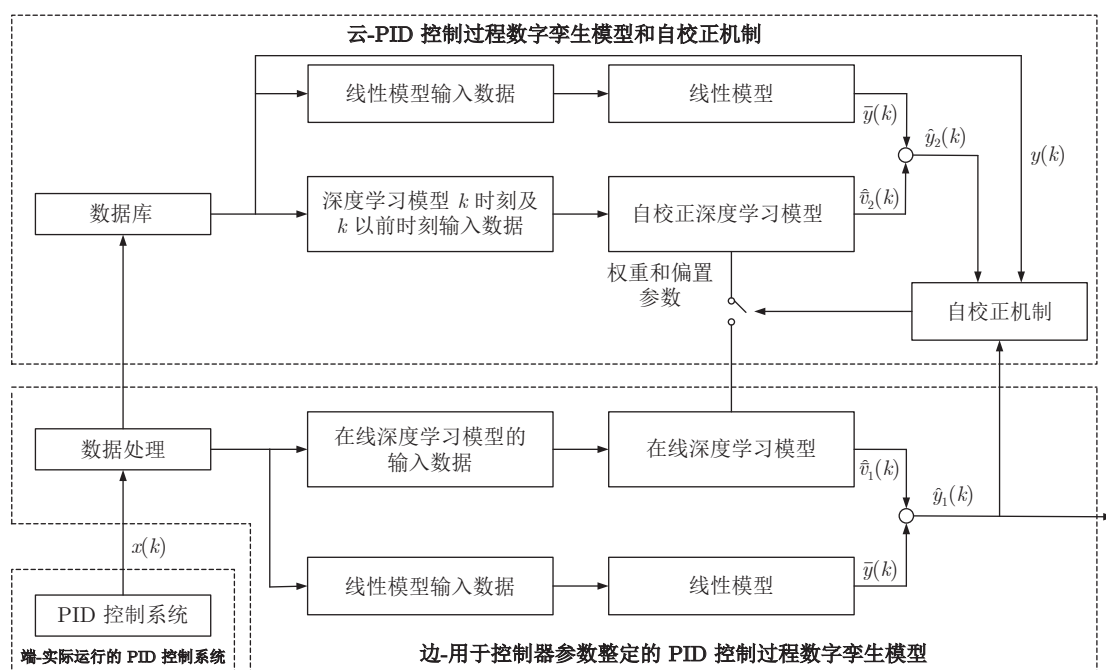 云-PID 控制过程数字孪生模型和自校正机制
线性模型输入数据
线性模型
ȳ(k)
ŷ₂(k)
y(k)
数据库
深度学习模型 k 时刻及
k 以前时刻输入数据
自校正深度学习模型
v̂̄₂(k)
权重和偏置
参数
自校正机制
数据处理
在线深度学习模型的
输入数据
在线深度学习模型
v̂̄₁(k)
ŷ₁(k)
x(k)
线性模型输入数据
线性模型
ȳ(k)
PID 控制系统
端-实际运行的 PID 控制系统
边-用于控制器参数整定的 PID 控制过程数字孪生模型